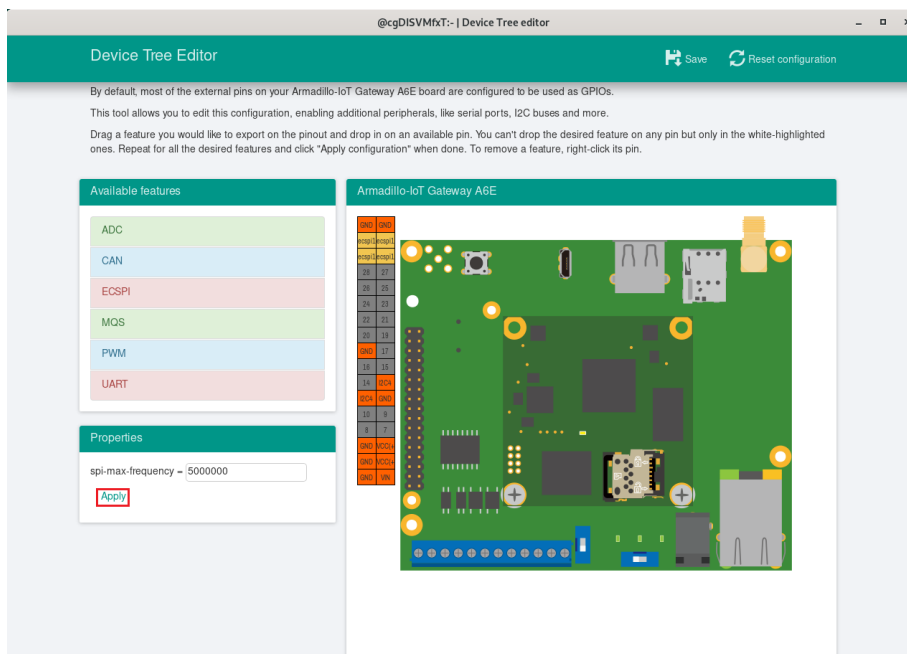 @cgDISVMfxT:~ | Device Tree editor
Device Tree Editor
Save
Reset configuration
By default, most of the external pins on your Armadillo-IoT Gateway A6E board are configured to be used as GPIOs.
This tool allows you to edit this configuration, enabling additional peripherals, like serial ports, I2C buses and more.
Drag a feature you would like to export on the pinout and drop in on an available pin. You can't drop the desired feature on any pin but only in the white-highlighted
ones. Repeat for all the desired features and click "Apply configuration" when done. To remove a feature, right-click its pin.
Available features
ADC
CAN
ECSPI
MQS
PWM
UART
Properties
spi-max-frequency = 5000000
Apply
Armadillo-IoT Gateway A6E
GND GND
ecspi1 ecspi1
ecspi1 ecspi1
28 27
26 25
24 23
22 21
20 19
GND 17
16 15
14 I2C4
I2C4 GND
10 9
8 7
GND VCC(+
GND VCC(+
GND VIN